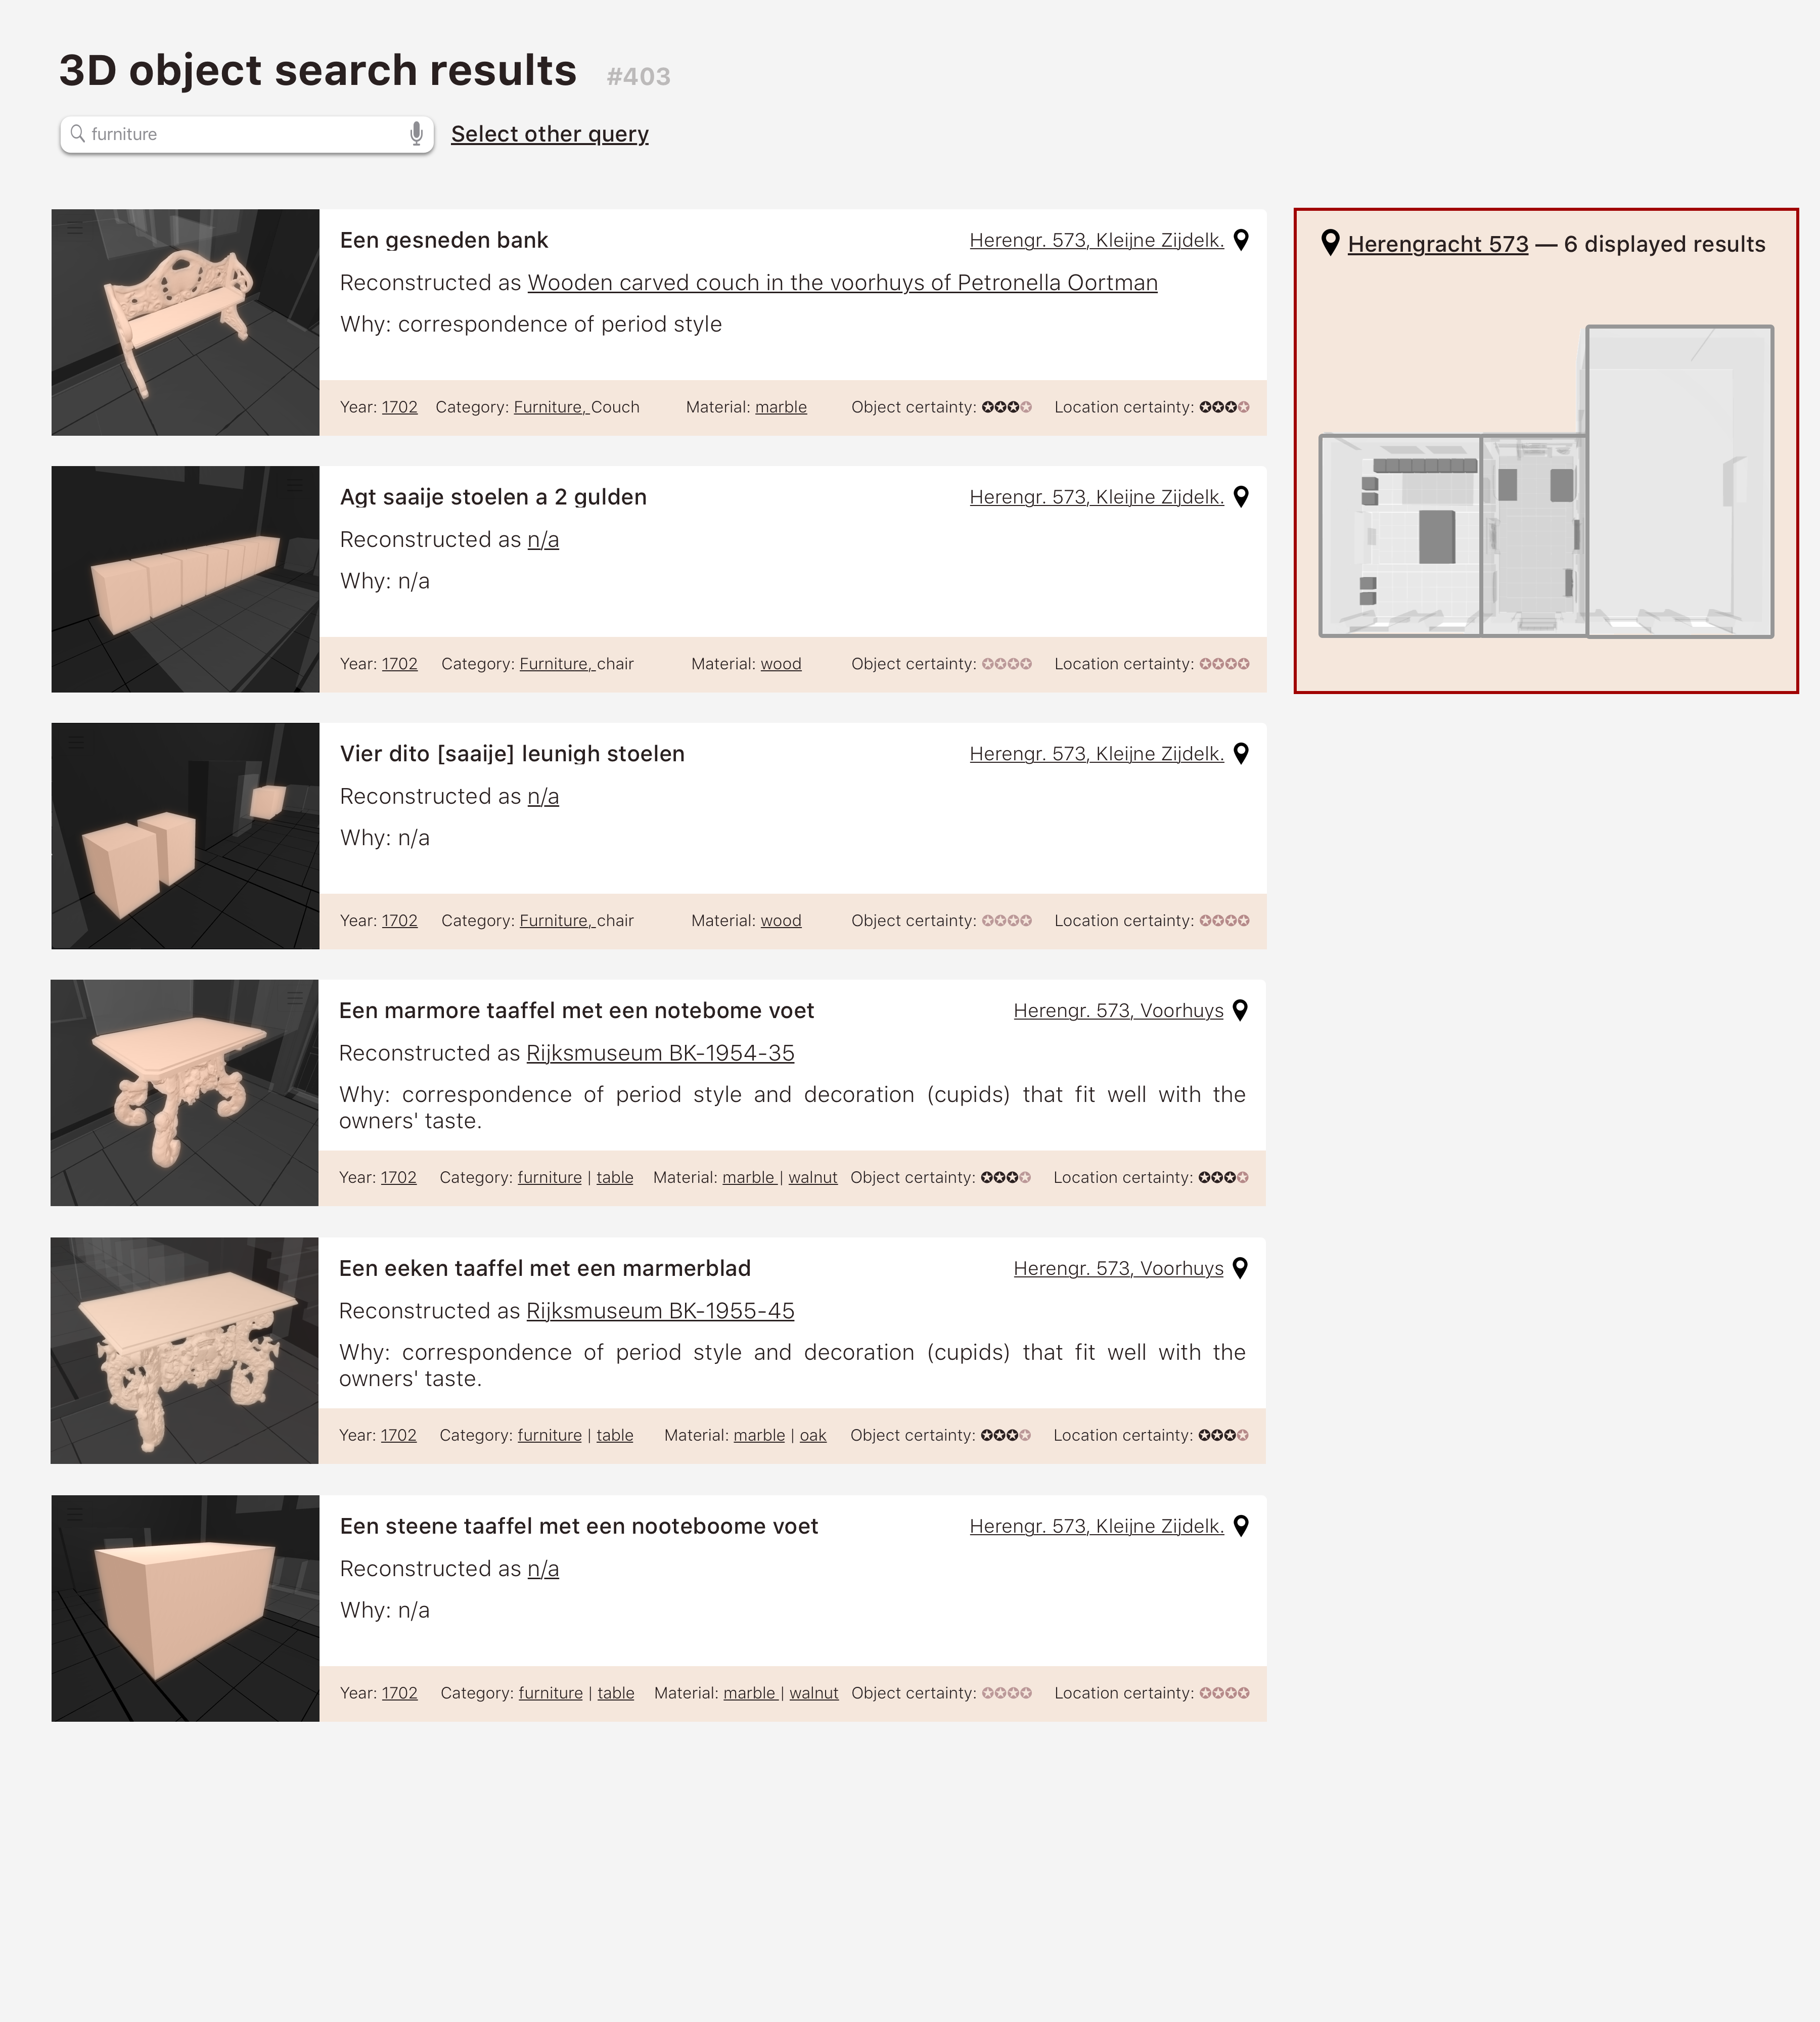 3D object search results #403
furniture
Select other query
Een gesneden bank
Herengr. 573, Kleijne Zijdelk.
Reconstructed as Wooden carved couch in the voorhuys of Petronella Oortman
Why: correspondence of period style
Year: 1702 Category: Furniture, Couch Material: marble Object certainty: ✪✪✪✪ Location certainty: ✪✪✪✪
Agt saaije stoelen a 2 gulden
Herengr. 573, Kleijne Zijdelk.
Reconstructed as n/a
Why: n/a
Year: 1702 Category: Furniture, chair Material: wood Object certainty: ✪✪✪✪ Location certainty: ✪✪✪✪
Vier dito [saaije] leunigh stoelen
Herengr. 573, Kleijne Zijdelk.
Reconstructed as n/a
Why: n/a
Year: 1702 Category: Furniture, chair Material: wood Object certainty: ✪✪✪✪ Location certainty: ✪✪✪✪
Een marmore taaffel met een notebome voet
Herengr. 573, Voorhuys
Reconstructed as Rijksmuseum BK-1954-35
Why: correspondence of period style and decoration (cupids) that fit well with the
owners' taste.
Year: 1702 Category: furniture | table Material: marble | walnut Object certainty: ✪✪✪✪ Location certainty: ✪✪✪✪
Een eeken taaffel met een marmerblad
Herengr. 573, Voorhuys
Reconstructed as Rijksmuseum BK-1955-45
Why: correspondence of period style and decoration (cupids) that fit well with the
owners' taste.
Year: 1702 Category: furniture | table Material: marble | oak Object certainty: ✪✪✪✪ Location certainty: ✪✪✪✪
Een steene taaffel met een nooteboome voet
Herengr. 573, Kleijne Zijdelk.
Reconstructed as n/a
Why: n/a
Year: 1702 Category: furniture | table Material: marble | walnut Object certainty: ✪✪✪✪ Location certainty: ✪✪✪✪
Herengracht 573 — 6 displayed results